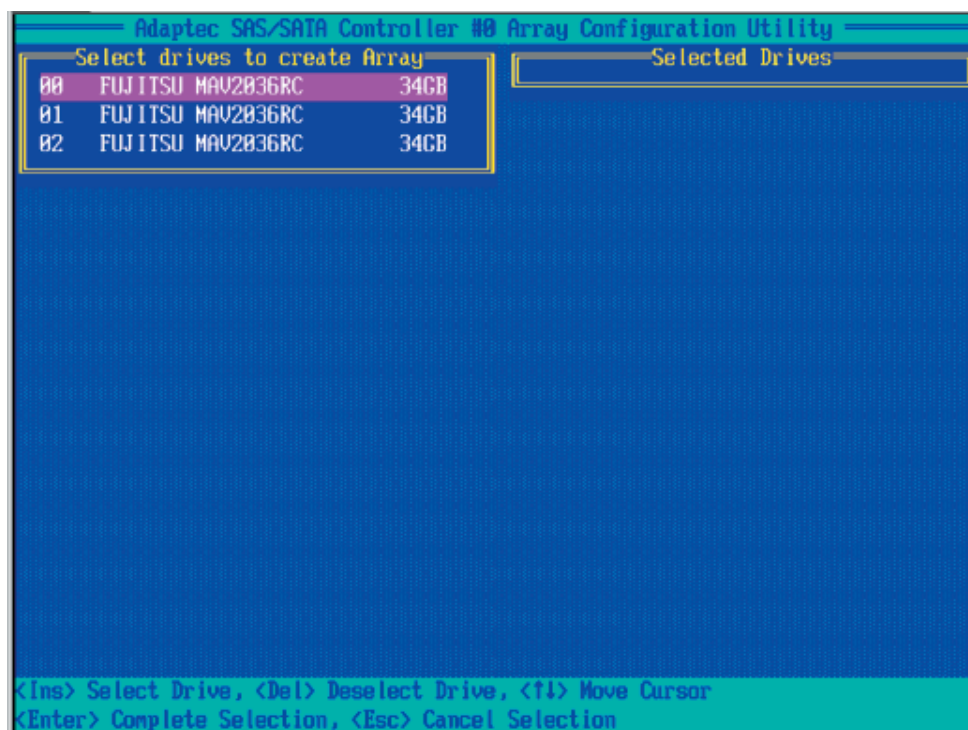 Adaptec SAS/SATA Controller #0 Array Configuration Utility
Select drives to create Array
00 FUJITSU MAV2036RC 34GB
01 FUJITSU MAV2036RC 34GB
02 FUJITSU MAV2036RC 34GB
Selected Drives
<Ins> Select Drive, <Del> Deselect Drive, <↑↓> Move Cursor
<Enter> Complete Selection, <Esc> Cancel Selection